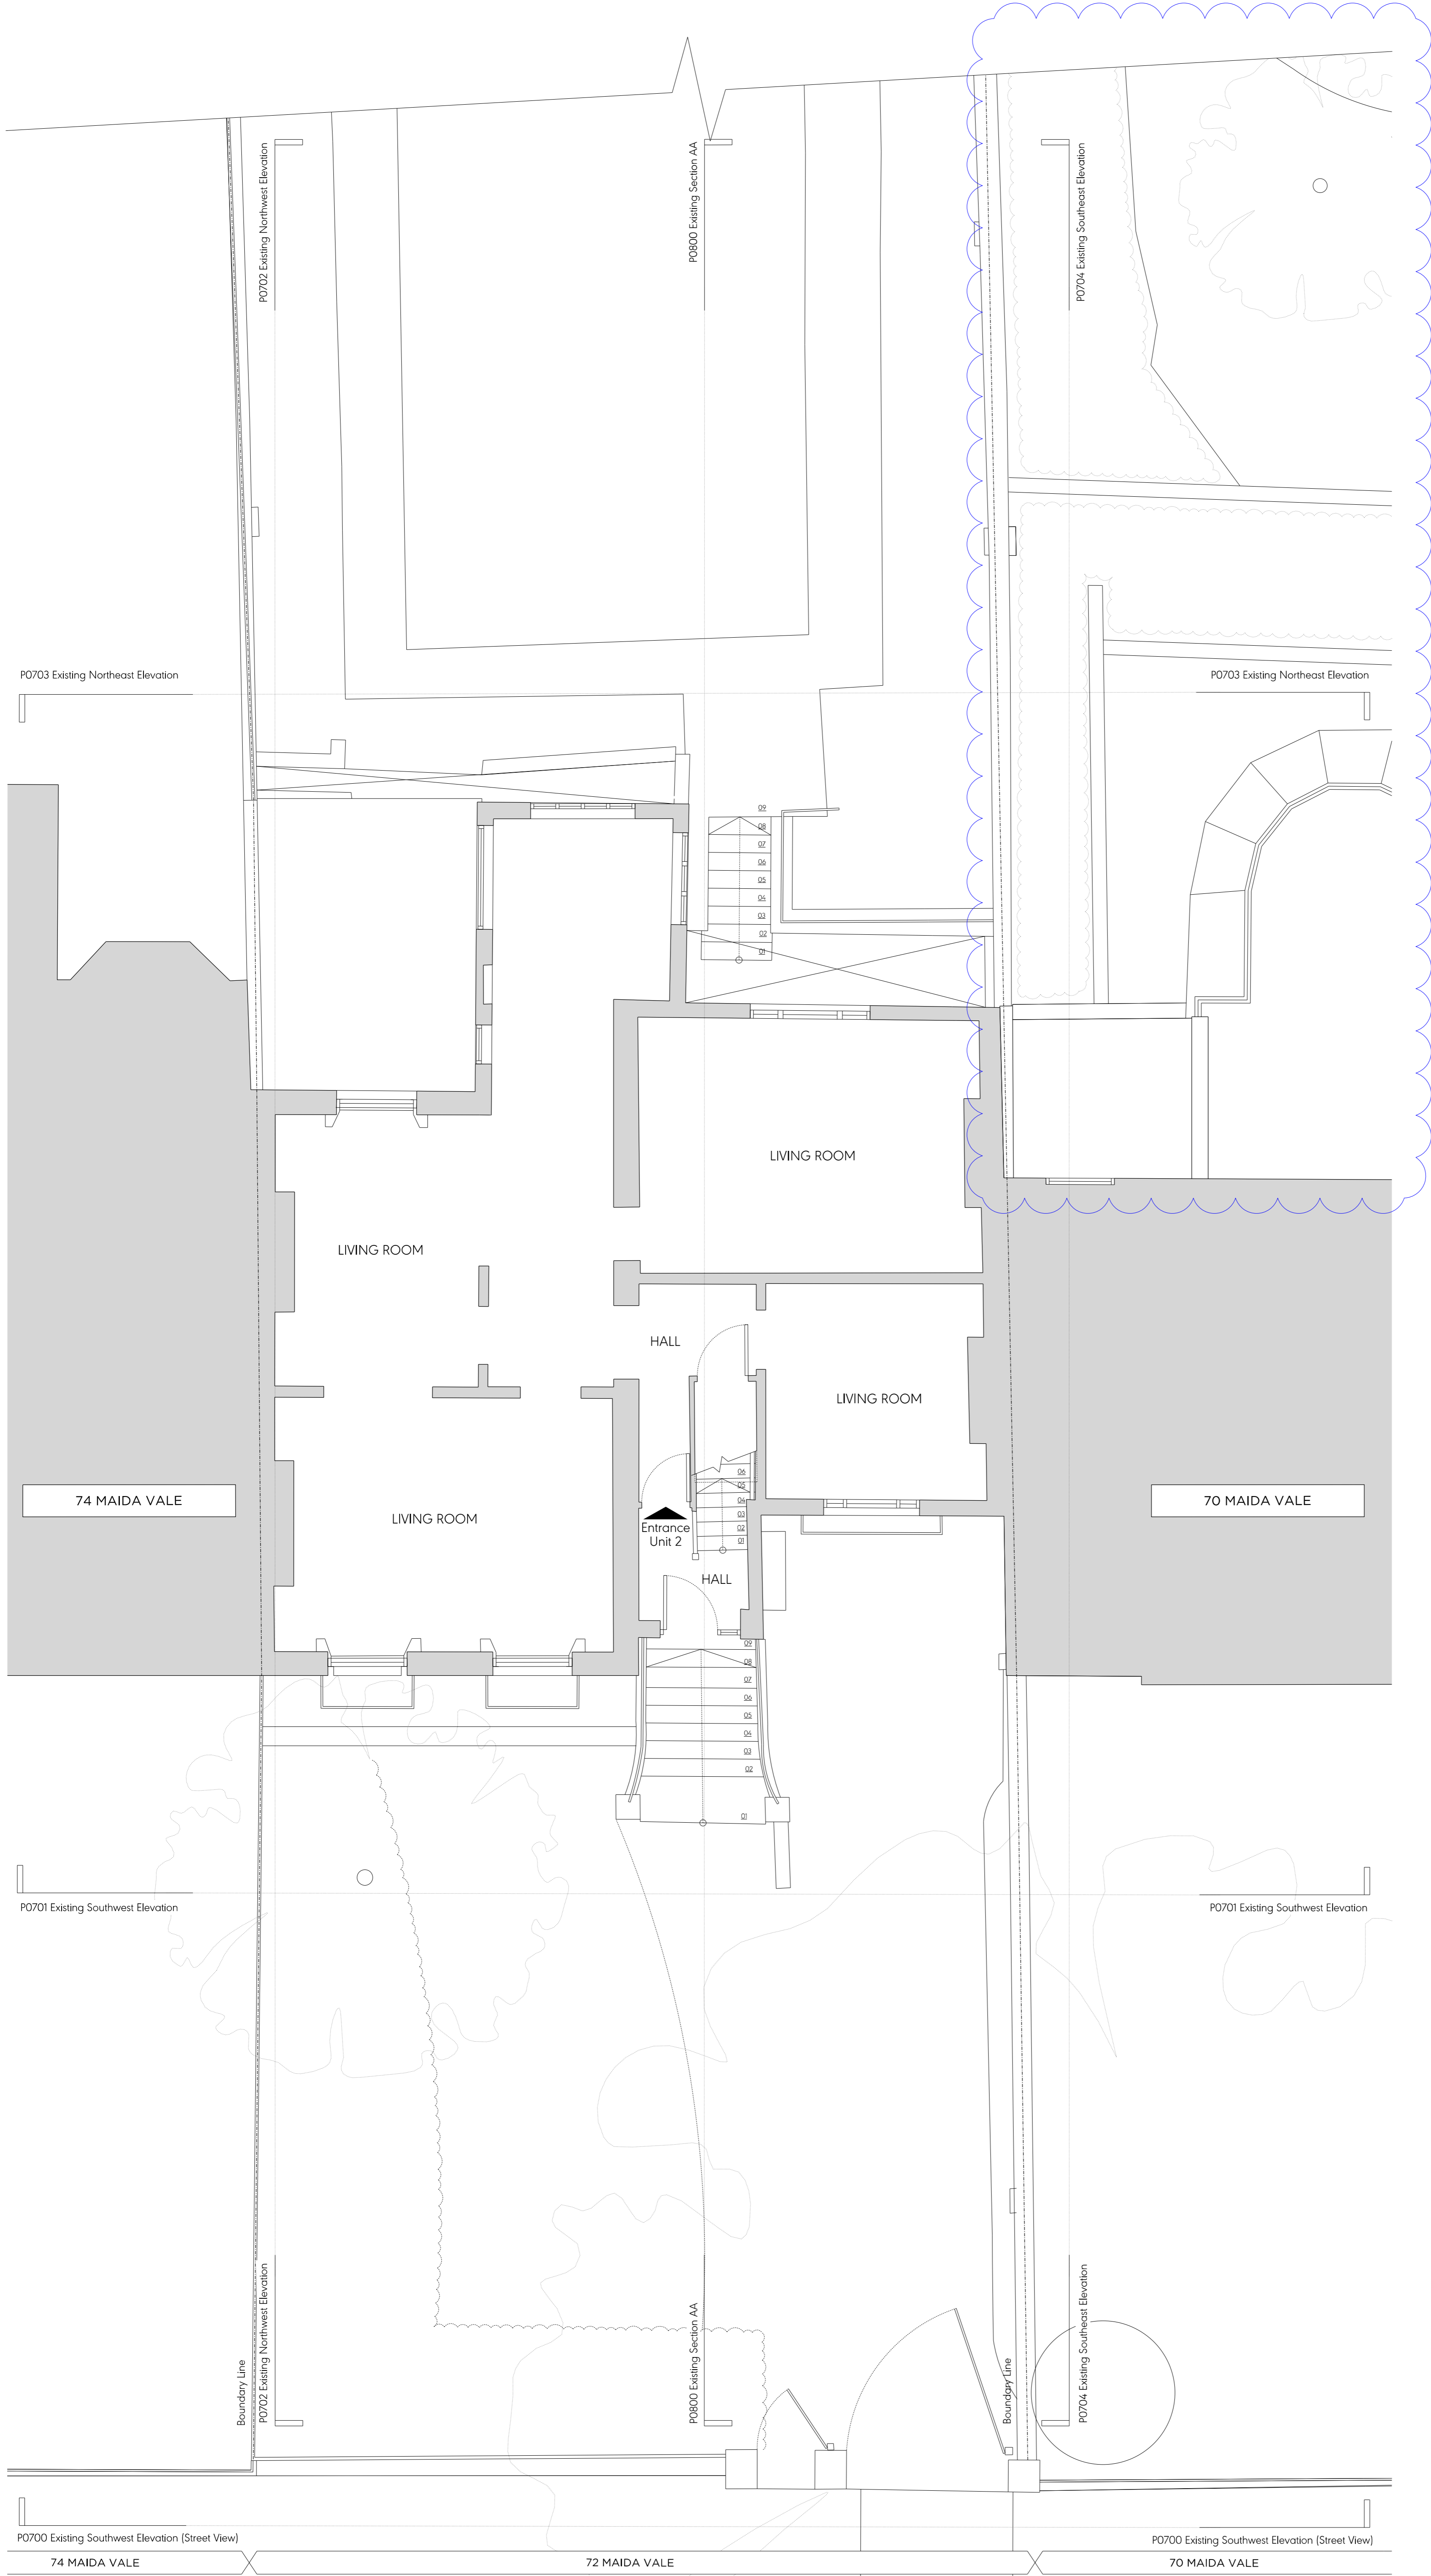 P0702 Existing Northwest Elevation
P0800 Existing Section AA
P0704 Existing Southeast Elevation
P0703 Existing Northeast Elevation
P0703 Existing Northeast Elevation
09
08
07
06
05
04
03
02
01
LIVING ROOM
LIVING ROOM
HALL
LIVING ROOM
06
05
04
03
02
01
74 MAIDA VALE
70 MAIDA VALE
LIVING ROOM
Entrance
Unit 2
HALL
09
08
07
06
05
04
03
02
01
P0701 Existing Southwest Elevation
P0701 Existing Southwest Elevation
Boundary Line
P0702 Existing Northwest Elevation
P0800 Existing Section AA
Boundary Line
P0704 Existing Southeast Elevation
P0700 Existing Southwest Elevation (Street View)
P0700 Existing Southwest Elevation (Street View)
74 MAIDA VALE
72 MAIDA VALE
70 MAIDA VALE